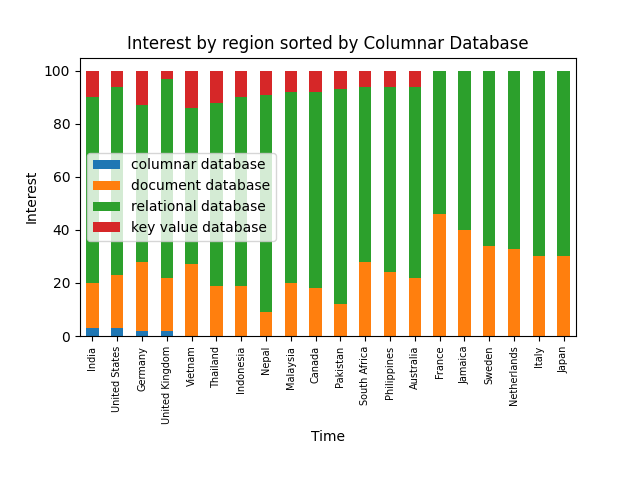 Interest by region sorted by Columnar Database
Interest
100
80
60
40
20
0
columnar database
document database
relational database
key value database
India
United States
Germany
United Kingdom
Vietnam
Thailand
Indonesia
Nepal
Malaysia
Canada
Pakistan
South Africa
Philippines
Australia
France
Jamaica
Sweden
Netherlands
Italy
Japan
Time